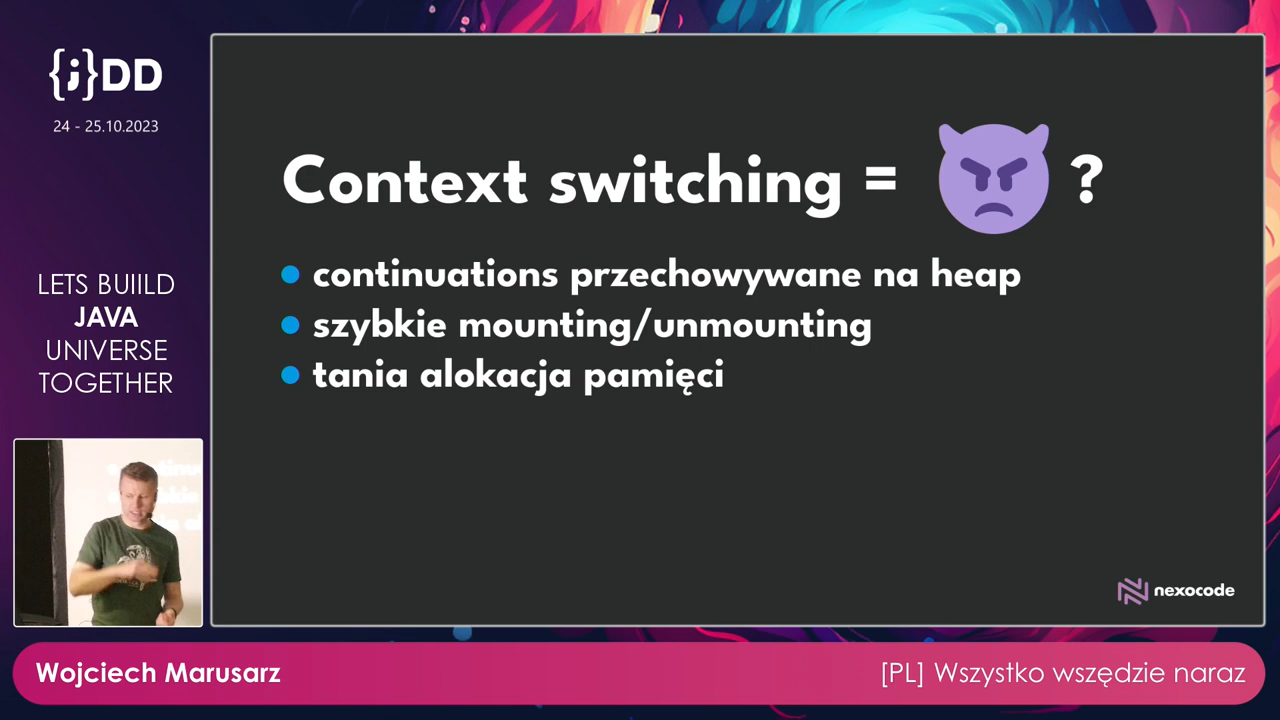 {j}DD
24 - 25.10.2023
LETS BUIILD
JAVA
UNIVERSE
TOGETHER
Context switching = ?
continuations przechowywane na heap
szybkie mounting/unmounting
tania alokacja pamięci
nexocode
Wojciech Marusarz
[PL] Wszystko wszędzie naraz